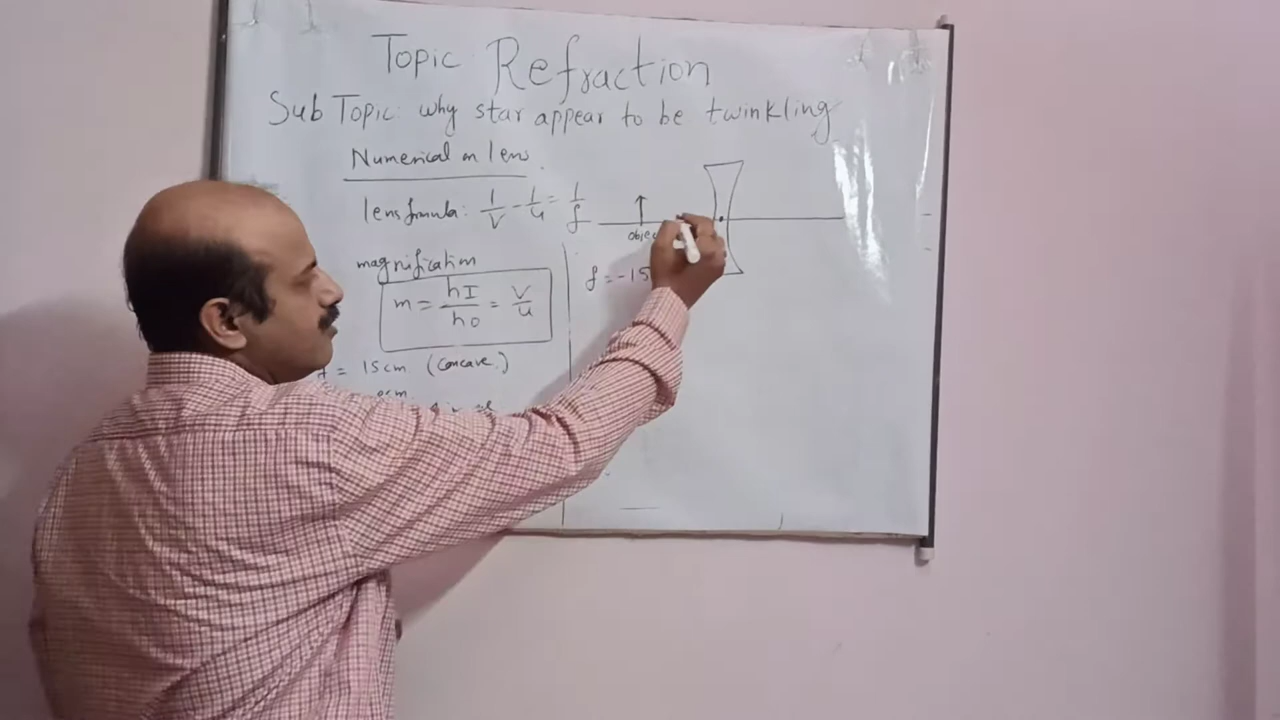 Topic Refraction
Sub Topic: why star appear to be twinkling
Numerical on lens
lens formula: 1/V - 1/u = 1/f
magnification
m = hI/ho = V/u
= 15cm (Concave.)
cm
object
f = -15